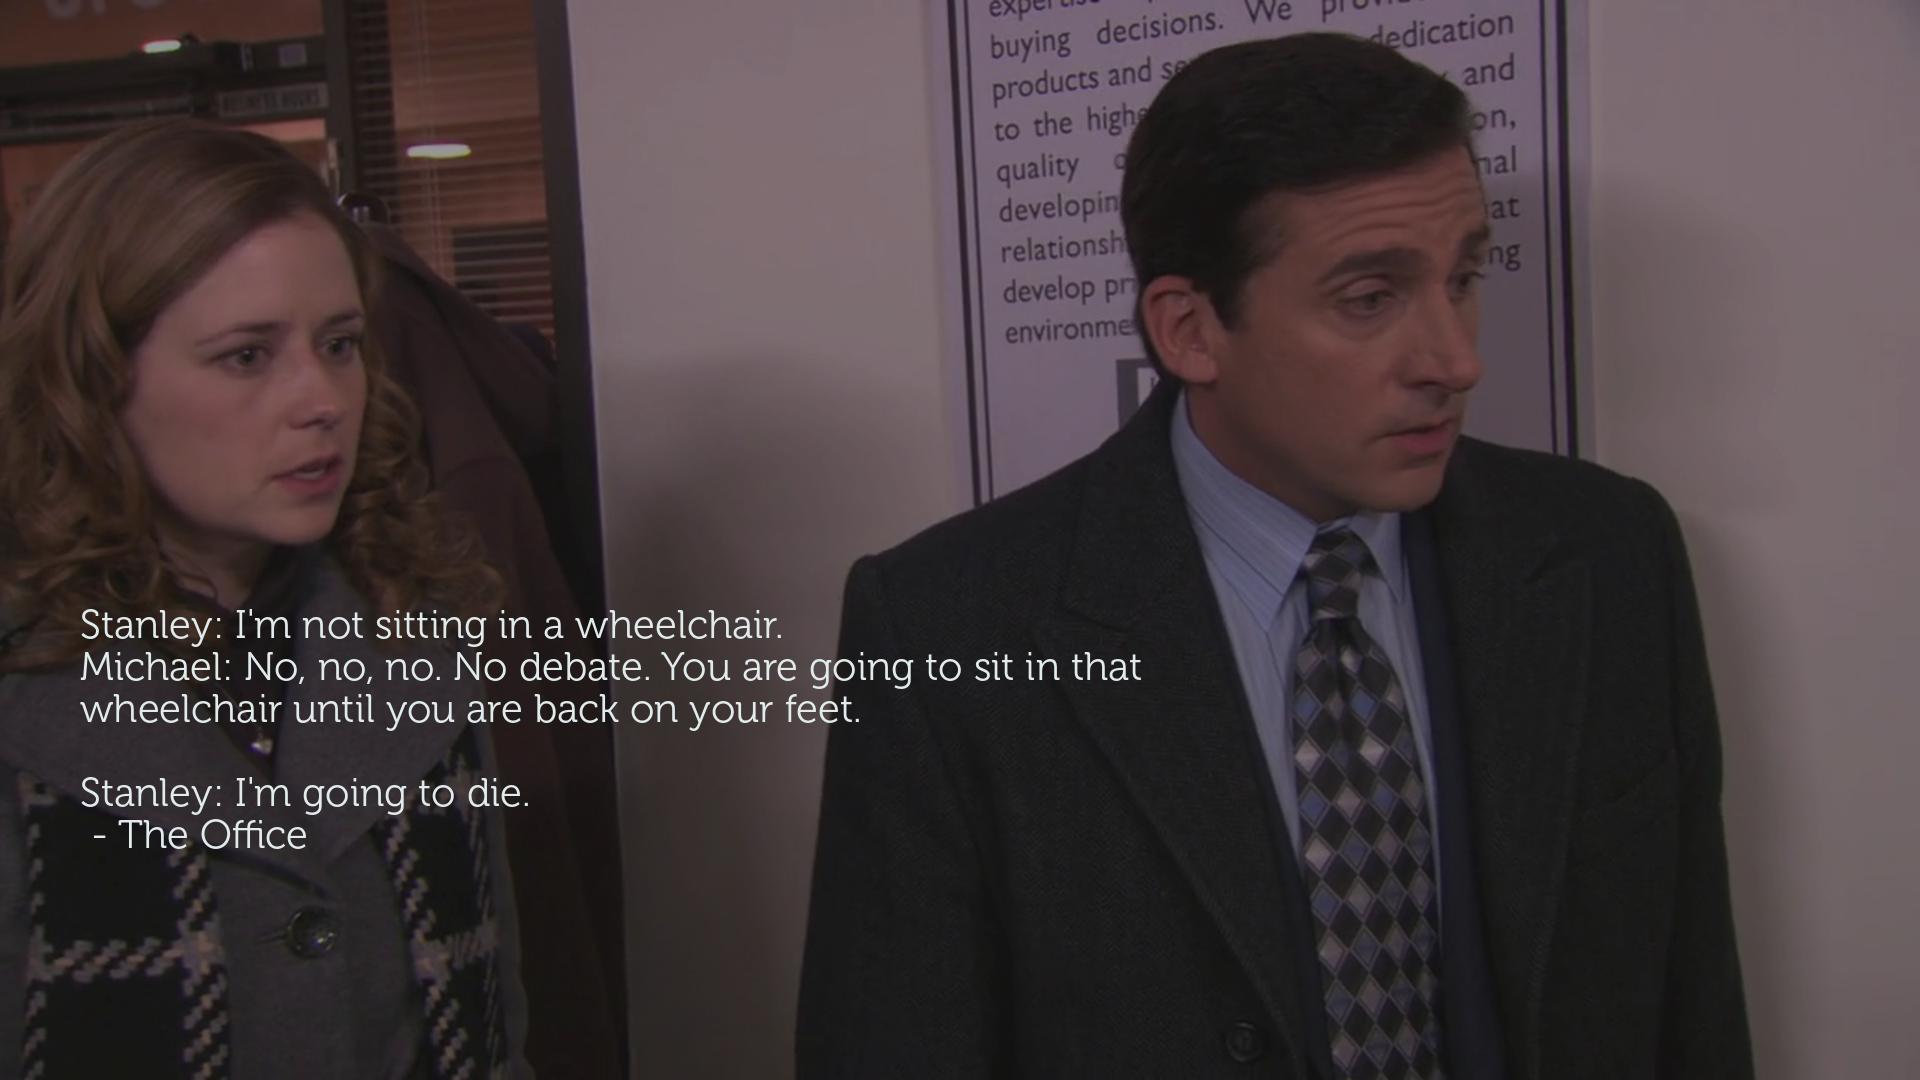 buying decisions. We
dedication
products and
and
to the
on,
quality
relationsh
develop
environme
Stanley: I'm not sitting in a wheelchair.
Michael: No, no, no. No debate. You are going to sit in that
wheelchair until you are back on your feet.
Stanley: I'm going to die.
- The Office